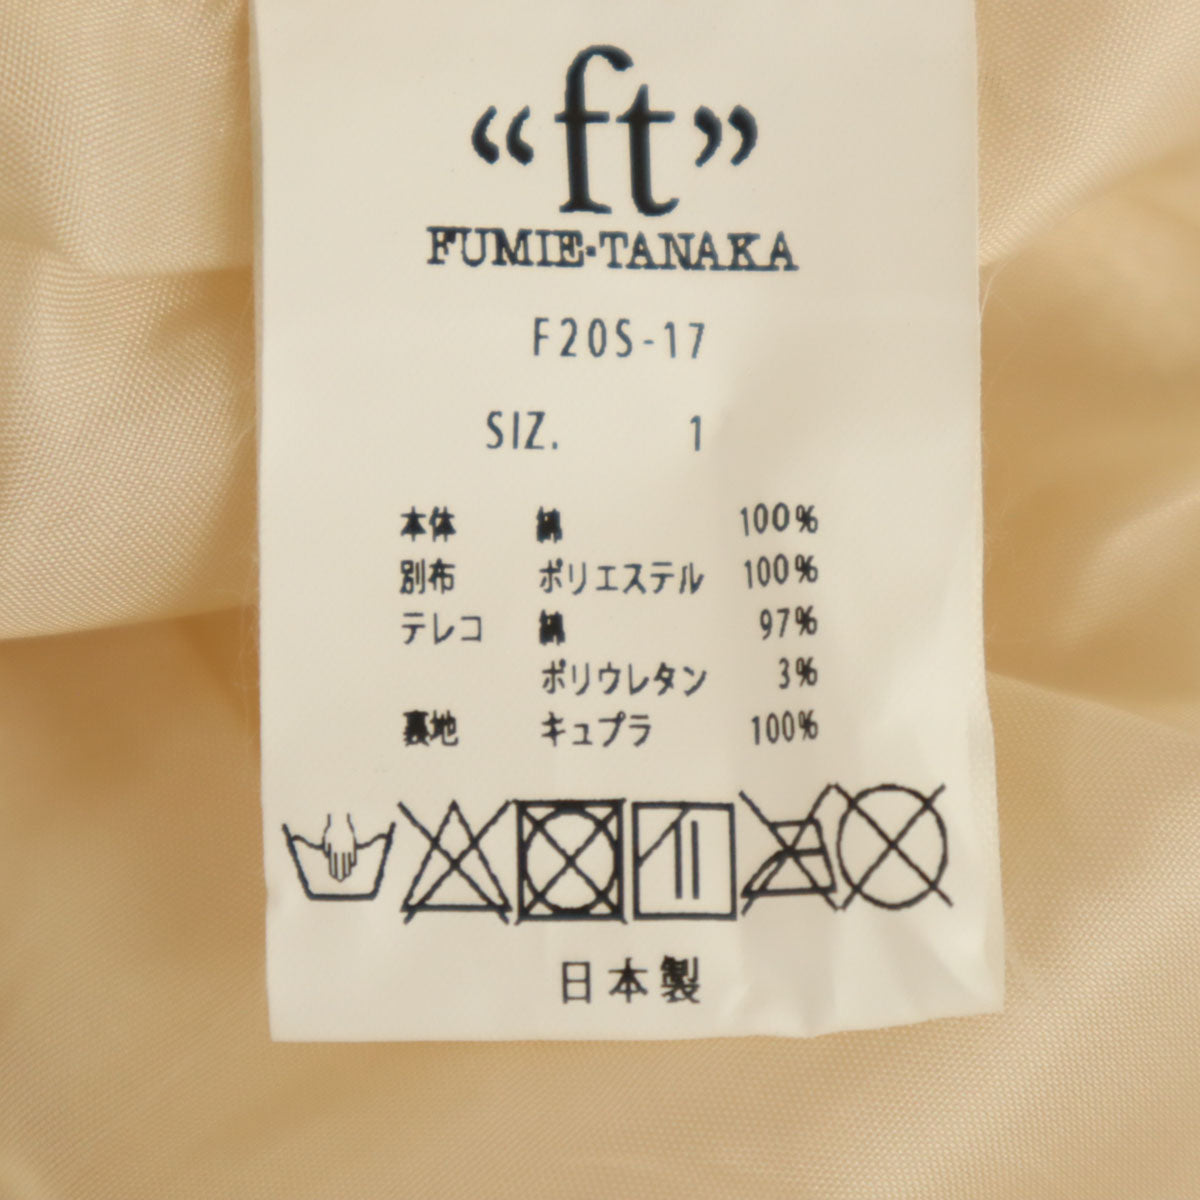 “ft”
FUMIE·TANAKA
F20S-17
SIZ. 1
本体 綿 100%
別布 ポリエステル 100%
テレコ 綿 97%
ポリウレタン 3%
裏地 キュプラ 100%
日本製